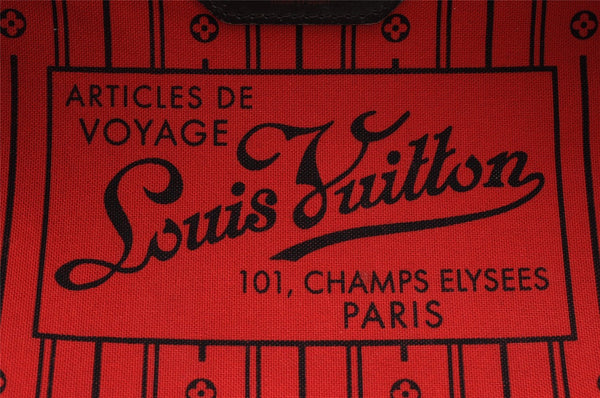 ARTICLES DE
VOYAGE
Louis Vuitton
101, CHAMPS ELYSEES
PARIS